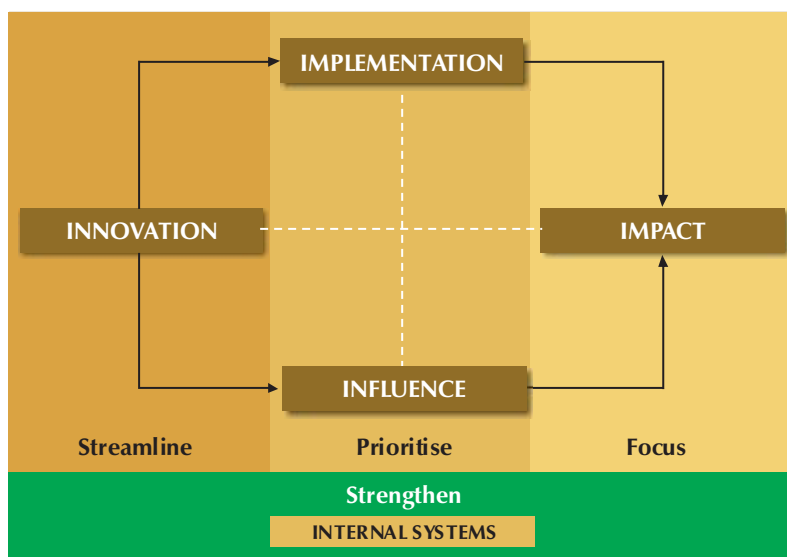 IMPLEMENTATION
INNOVATION
IMPACT
INFLUENCE
Streamline
Prioritise
Focus
Strengthen
INTERNAL SYSTEMS